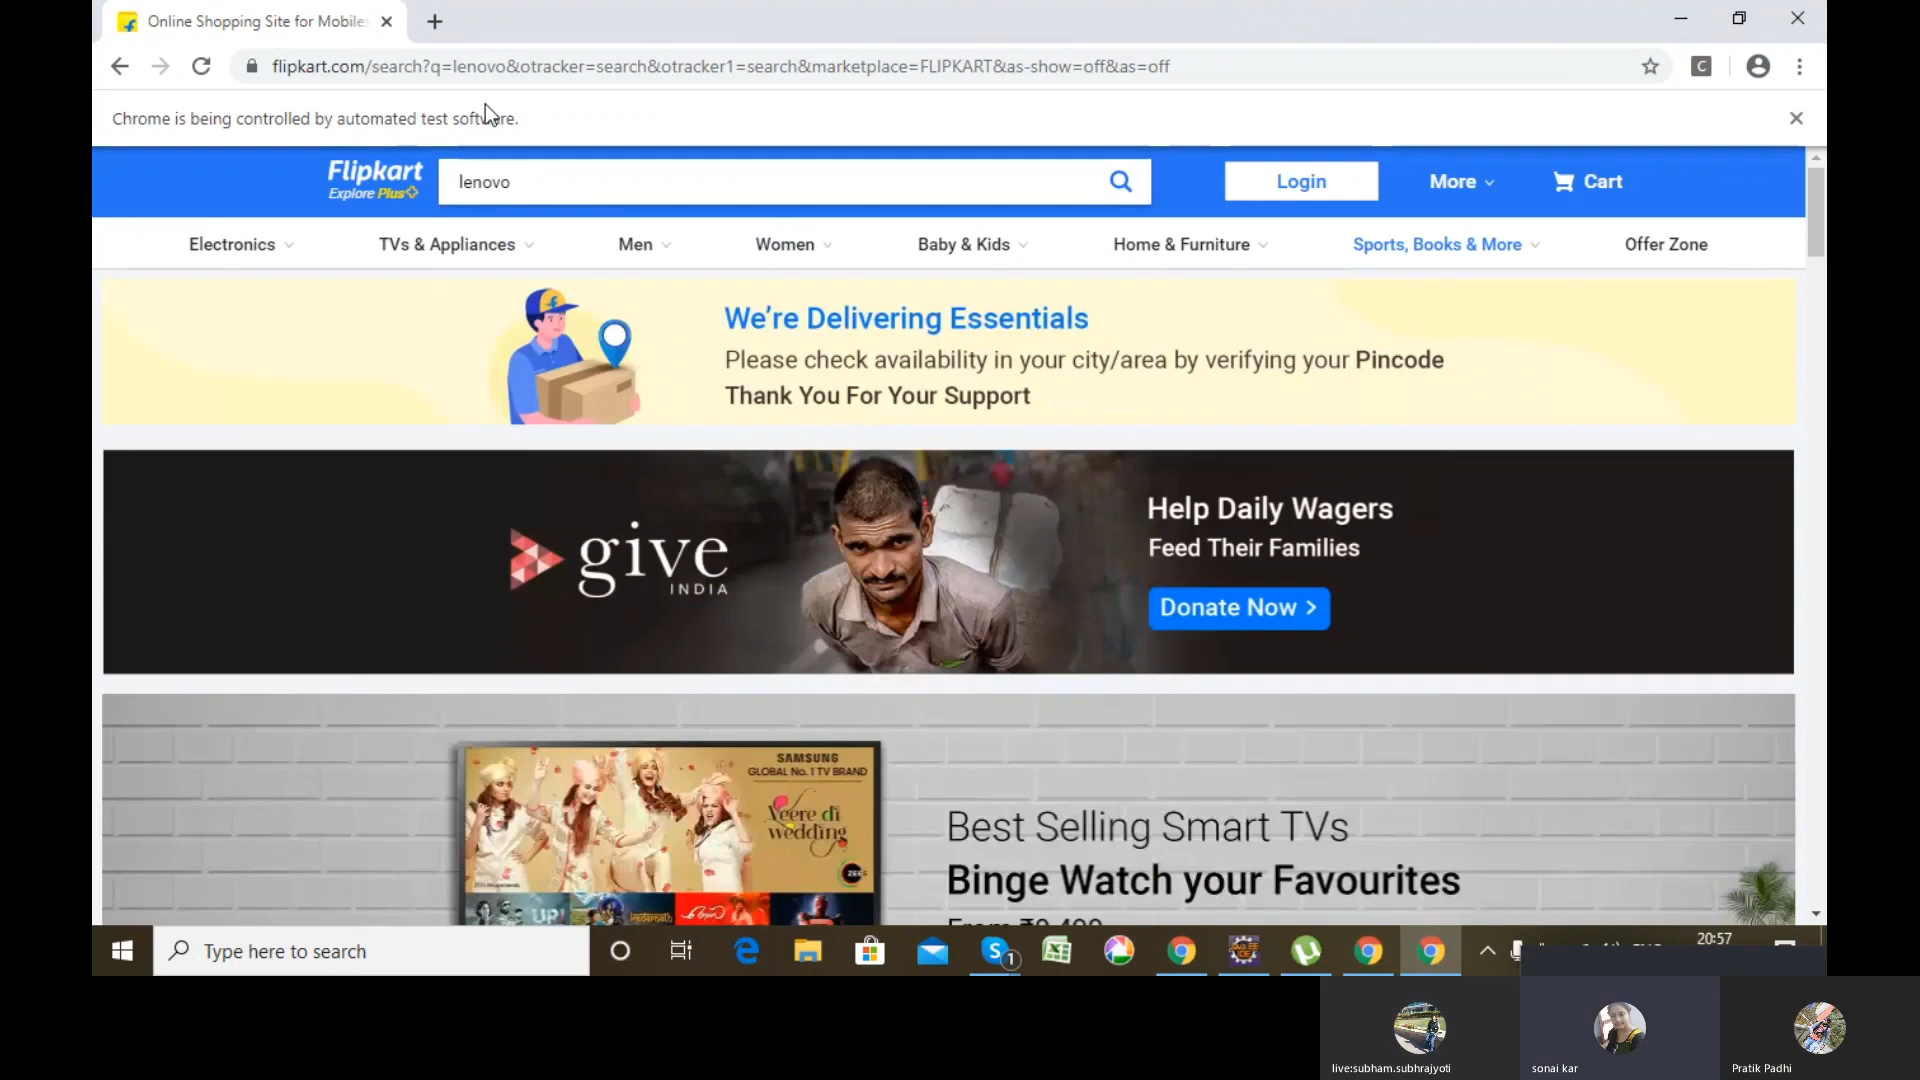 Online Shopping Site for Mobiles
flipkart.com/search?q=lenovo&otracker=search&otracker1=search&marketplace=FLIPKART&as-show=off&as=off
C
Chrome is being controlled by automated test software.
Flipkart
Explore Plus
lenovo
Login
More
Cart
Electronics
TVs & Appliances
Men
Women
Baby & Kids
Home & Furniture
Sports, Books & More
Offer Zone
We're Delivering Essentials
Please check availability in your city/area by verifying your Pincode
Thank You For Your Support
give
INDIA
Help Daily Wagers
Feed Their Families
Donate Now >
SAMSUNG
GLOBAL No. 1 TV BRAND
Veere di
wedding
ZEE
UP!
kedarnath
Best Selling Smart TVs
Binge Watch your Favourites
Type here to search
S
1
20:57
live:subham.subhrajyoti
sonai kar
Pratik Padhi